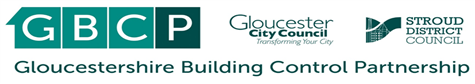 GBCP
Gloucester
City Council
Transforming Your City
STROUD
DISTRICT
COUNCIL
Gloucestershire Building Control Partnership